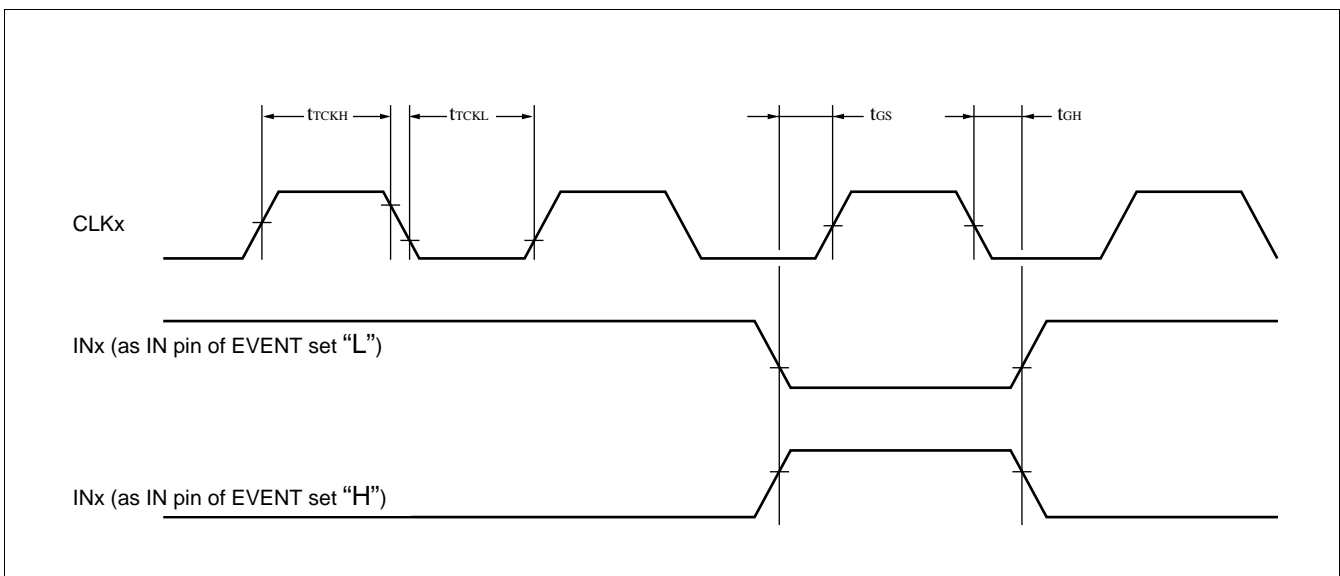 tTCKH
tTCKL
tGS
tGH
CLKx
INx (as IN pin of EVENT set “L”)
INx (as IN pin of EVENT set “H”)